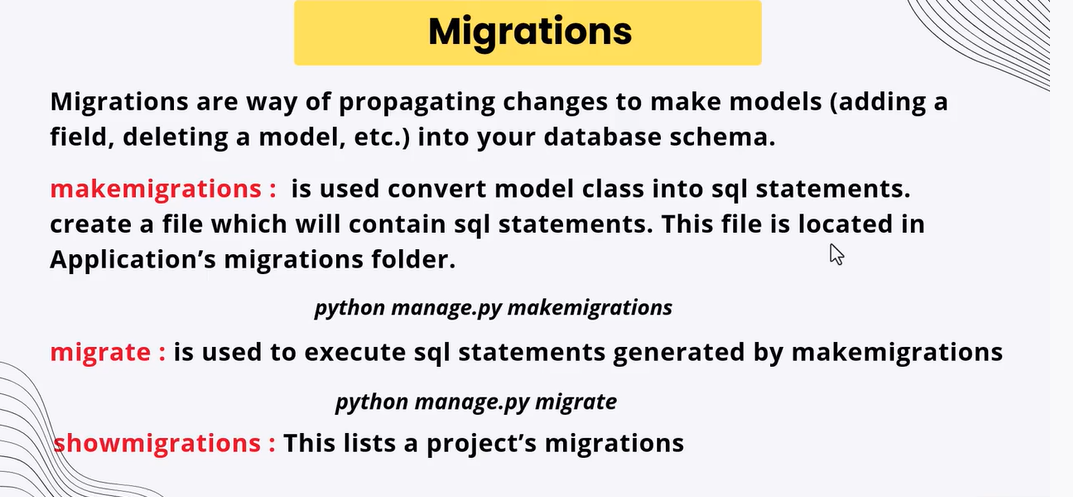 Migrations
Migrations are way of propagating changes to make models (adding a
field, deleting a model, etc.) into your database schema.
makemigrations : is used convert model class into sql statements.
create a file which will contain sql statements. This file is located in
Application’s migrations folder.
python manage.py makemigrations
migrate : is used to execute sql statements generated by makemigrations
python manage.py migrate
showmigrations : This lists a project’s migrations